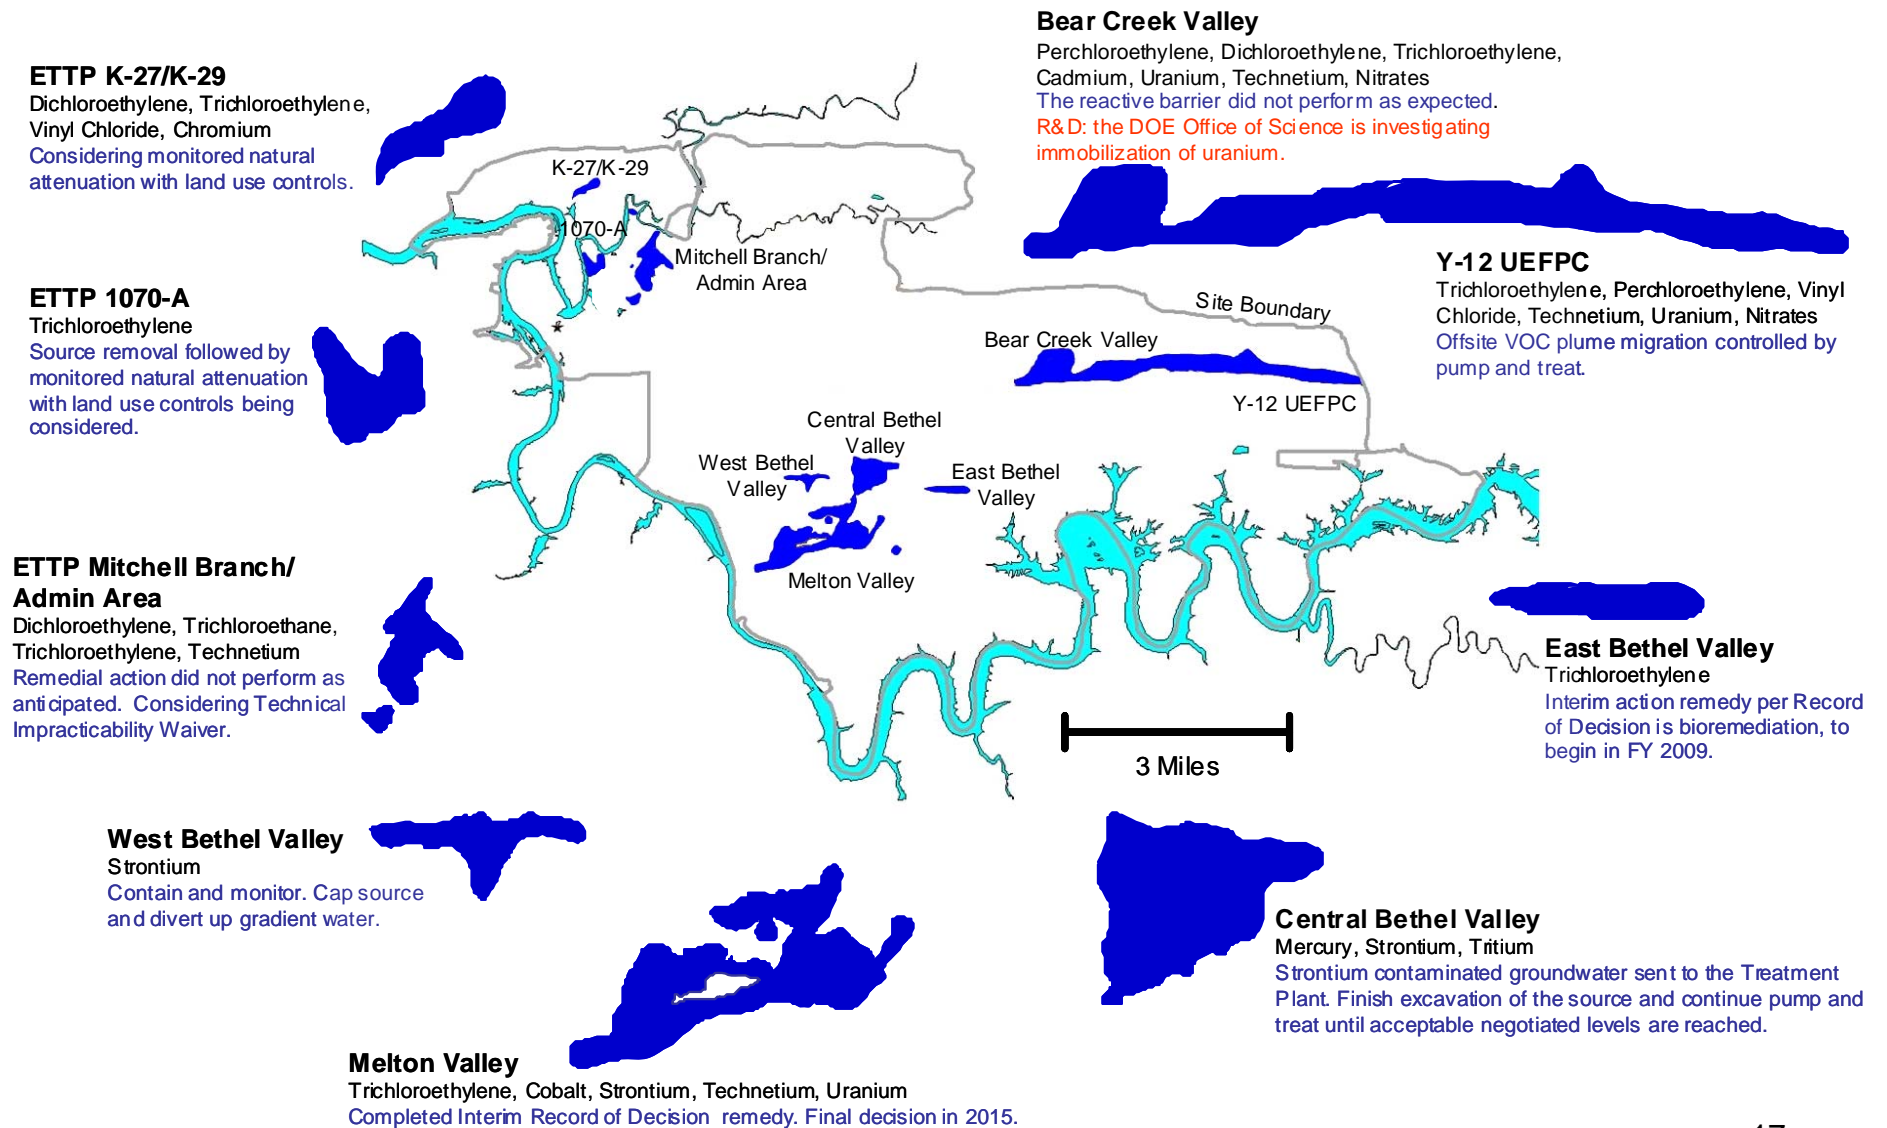 Bear Creek Valley
Perchloroethylene, Dichloroethylene, Trichloroethylene,
Cadmium, Uranium, Technetium, Nitrates
The reactive barrier did not perform as expected.
R&D: the DOE Office of Science is investigating
immobilization of uranium.
ETTP K-27/K-29
Dichloroethylene, Trichloroethylene,
Vinyl Chloride, Chromium
Considering monitored natural
attenuation with land use controls.
K-27/K-29
1070-A
Mitchell Branch/
Admin Area
Y-12 UEFPC
Trichloroethylene, Perchloroethylene, Vinyl
Chloride, Technetium, Uranium, Nitrates
Offsite VOC plume migration controlled by
pump and treat.
ETTP 1070-A
Trichloroethylene
Source removal followed by
monitored natural attenuation
with land use controls being
considered.
Site Boundary
Bear Creek Valley
Y-12 UEFPC
Central Bethel
Valley
West Bethel
Valley
East Bethel
Valley
Melton Valley
ETTP Mitchell Branch/
Admin Area
Dichloroethylene, Trichloroethane,
Trichloroethylene, Technetium
Remedial action did not perform as
anticipated. Considering Technical
Impracticability Waiver.
East Bethel Valley
Trichloroethylene
Interim action remedy per Record
of Decision is bioremediation, to
begin in FY 2009.
3 Miles
West Bethel Valley
Strontium
Contain and monitor. Cap source
and divert up gradient water.
Central Bethel Valley
Mercury, Strontium, Tritium
Strontium contaminated groundwater sent to the Treatment
Plant. Finish excavation of the source and continue pump and
treat until acceptable negotiated levels are reached.
Melton Valley
Trichloroethylene, Cobalt, Strontium, Technetium, Uranium
Completed Interim Record of Decision remedy. Final decision in 2015.